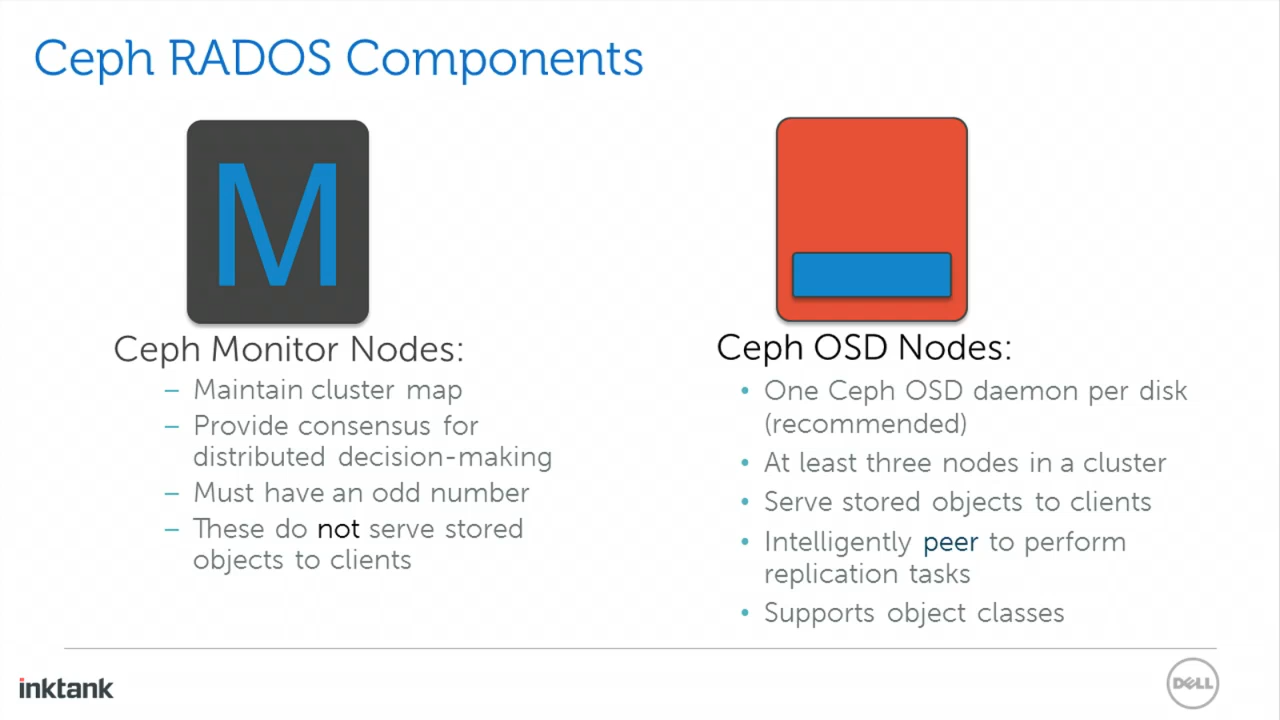 Ceph RADOS Components
M
Ceph Monitor Nodes:
– Maintain cluster map
– Provide consensus for
distributed decision-making
– Must have an odd number
– These do not serve stored
objects to clients
Ceph OSD Nodes:
• One Ceph OSD daemon per disk
(recommended)
• At least three nodes in a cluster
• Serve stored objects to clients
• Intelligently peer to perform
replication tasks
• Supports object classes
inktank
DELL